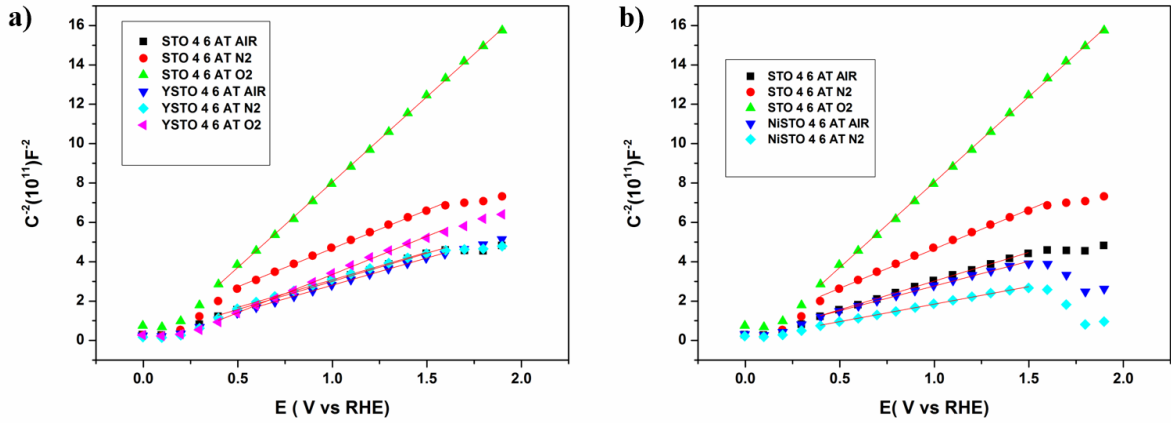 a)
STO 4 6 AT AIR
STO 4 6 AT N2
STO 4 6 AT O2
YSTO 4 6 AT AIR
YSTO 4 6 AT N2
YSTO 4 6 AT O2
C-2(1011)F-2
16
14
12
10
8
6
4
2
0
0.0 0.5 1.0 1.5 2.0
E ( V vs RHE)
b)
STO 4 6 AT AIR
STO 4 6 AT N2
STO 4 6 AT O2
NiSTO 4 6 AT AIR
NiSTO 4 6 AT N2
C-2(1011)F-2
16
14
12
10
8
6
4
2
0
0.0 0.5 1.0 1.5 2.0
E( V vs RHE)